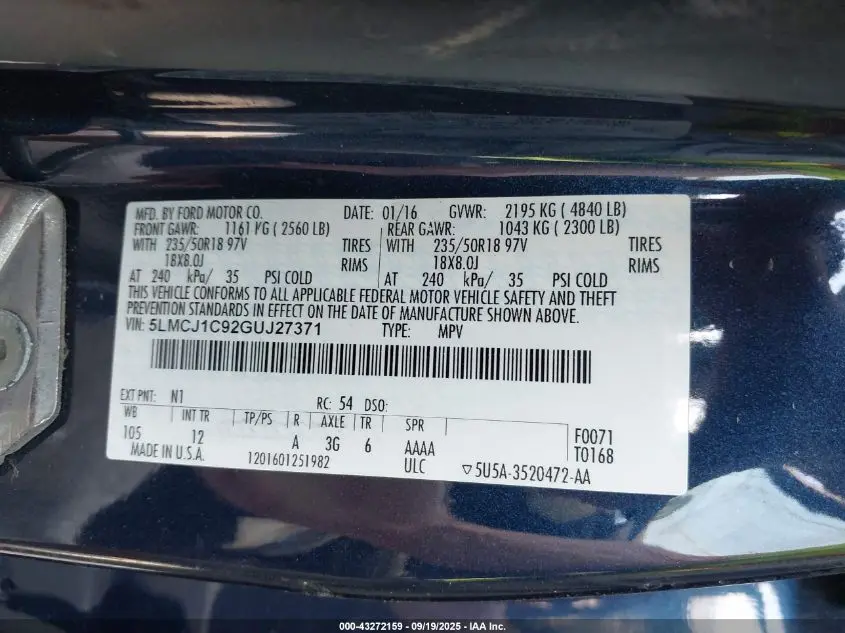 MFD. BY FORD MOTOR CO. DATE: 01/16 GVWR: 2195 KG ( 4840 LB)
FRONT GAWR: 1161 KG ( 2560 LB) REAR GAWR: 1043 KG ( 2300 LB)
WITH 235/50R18 97V TIRES WITH 235/50R18 97V TIRES
18X8.0J RIMS 18X8.0J RIMS
AT 240 kPa/ 35 PSI COLD AT 240 kPa/ 35 PSI COLD
THIS VEHICLE CONFORMS TO ALL APPLICABLE FEDERAL MOTOR VEHICLE SAFETY AND THEFT
PREVENTION STANDARDS IN EFFECT ON THE DATE OF MANUFACTURE SHOWN ABOVE.
VIN: 5LMCJ1C92GUJ27371 TYPE: MPV
EXT PNT: N1 RC: 54 DSO:
WB INT TR TP/PS R AXLE TR SPR
105 12 A 3G 6 AAAA F0071
MADE IN U.S.A. 1201601251982 ULC T0168
▽5U5A-3520472-AA
000-43272159 - 09/19/2025 - IAA Inc.